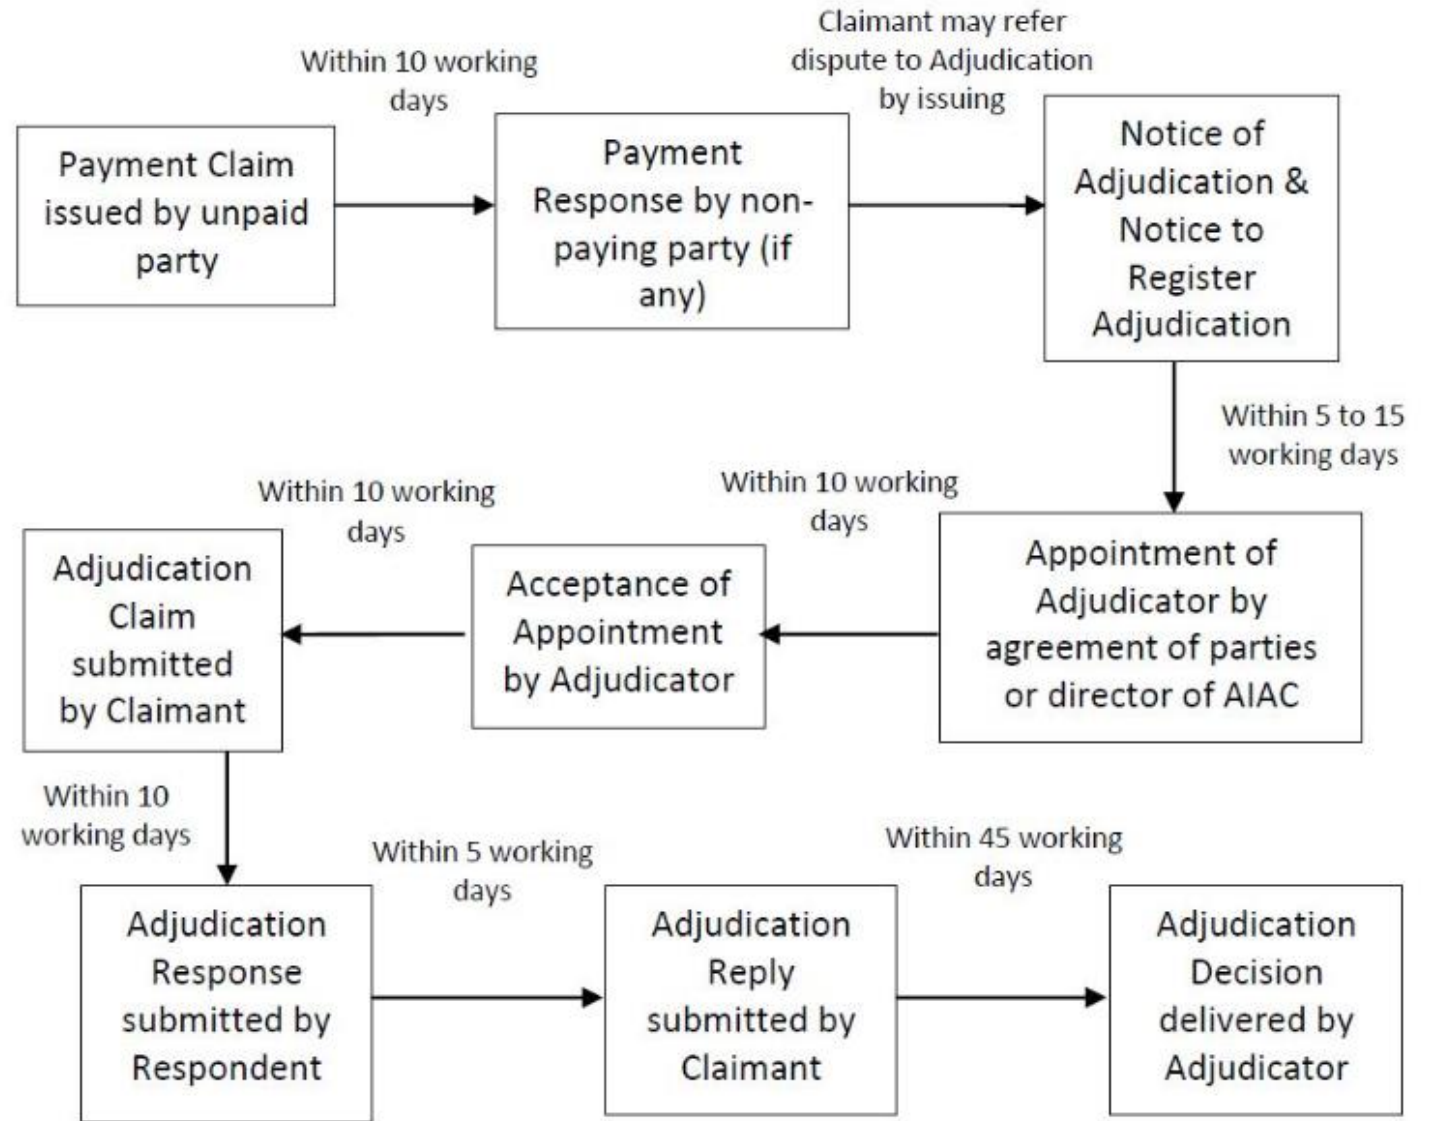 Payment Claim
issued by unpaid
party
Within 10 working
days
Payment
Response by non-
paying party (if
any)
Claimant may refer
dispute to Adjudication
by issuing
Notice of
Adjudication &
Notice to
Register
Adjudication
Within 5 to 15
working days
Appointment of
Adjudicator by
agreement of parties
or director of AIAC
Within 10 working
days
Acceptance of
Appointment
by Adjudicator
Within 10 working
days
Adjudication
Claim
submitted
by Claimant
Within 10
working days
Adjudication
Response
submitted by
Respondent
Within 5 working
days
Adjudication
Reply
submitted by
Claimant
Within 45 working
days
Adjudication
Decision
delivered by
Adjudicator